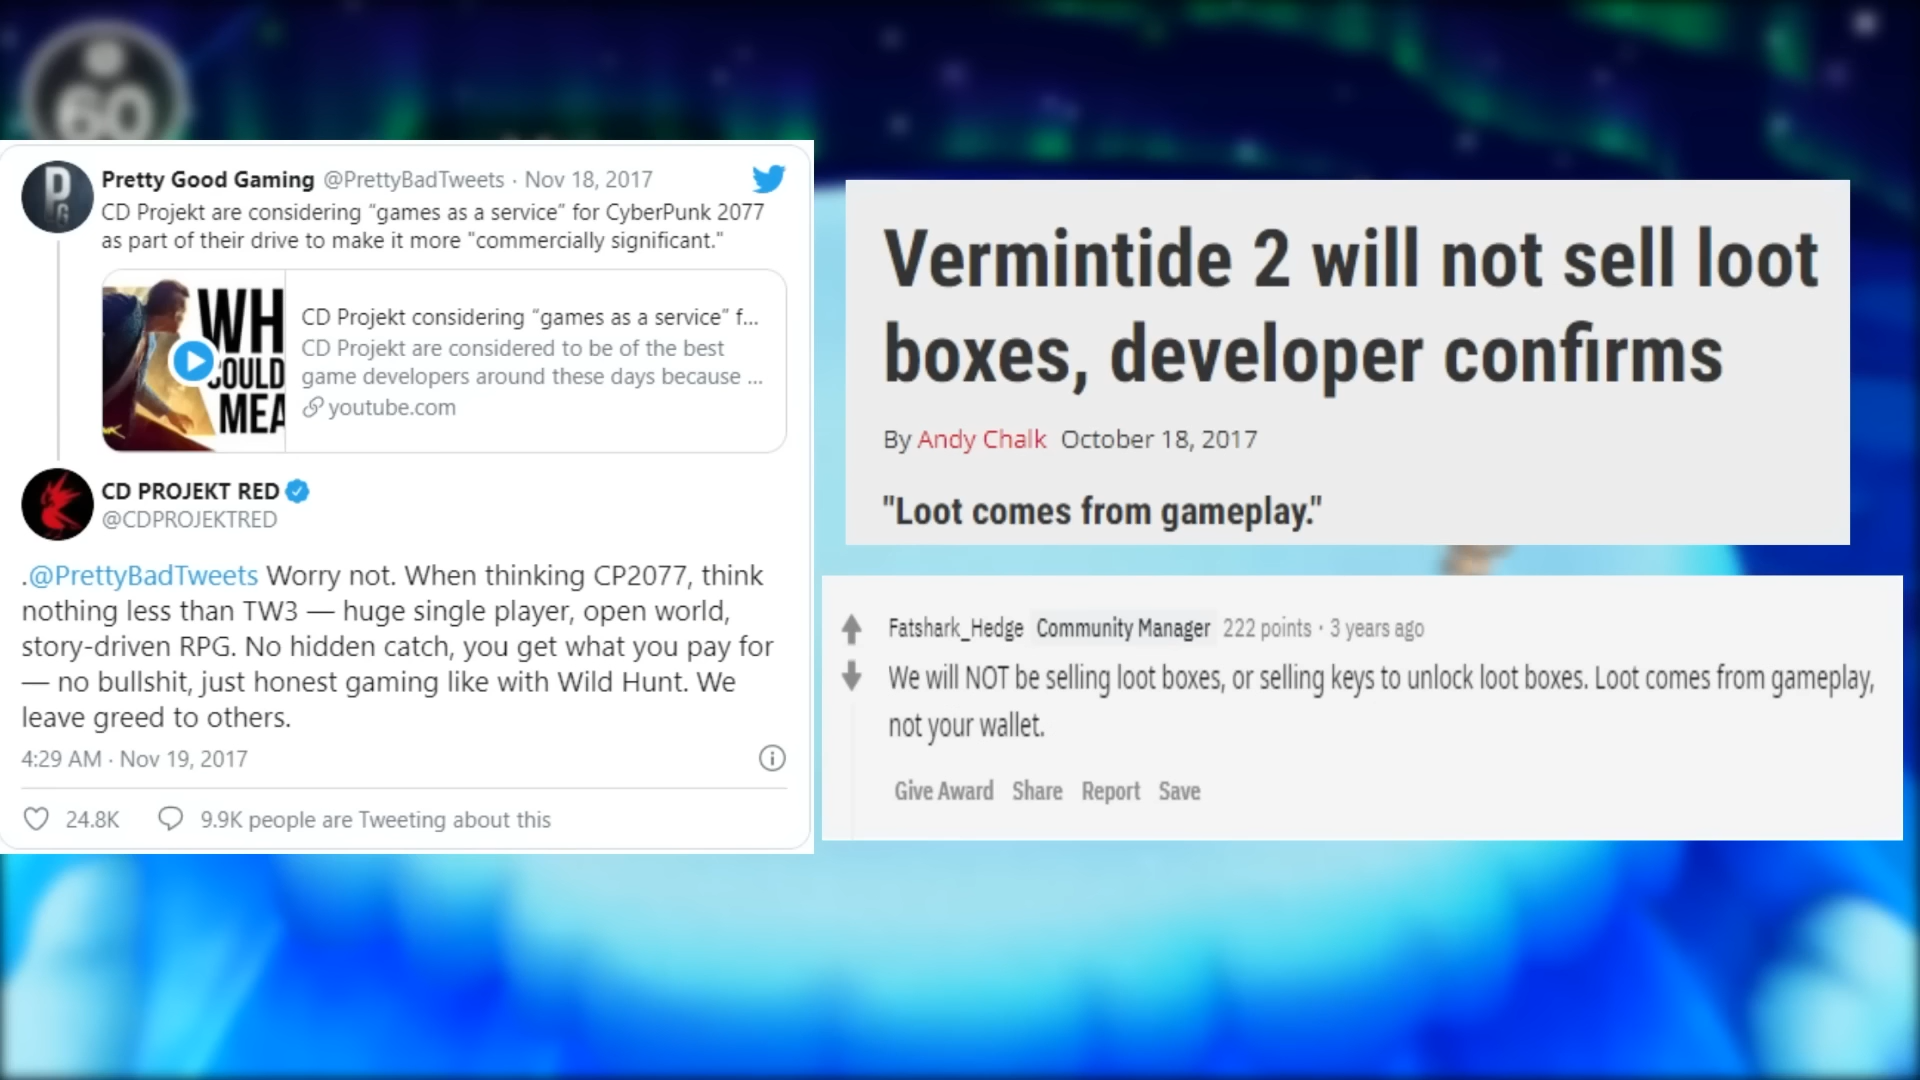 60
Pretty Good Gaming @PrettyBadTweets · Nov 18, 2017
CD Projekt are considering “games as a service” for CyberPunk 2077
as part of their drive to make it more "commercially significant."
WH
OULD
MEA
CD Projekt considering “games as a service” f...
CD Projekt are considered to be of the best
game developers around these days because ...
youtube.com
CD PROJEKT RED
@CDPROJEKTRED
.@PrettyBadTweets Worry not. When thinking CP2077, think
nothing less than TW3 — huge single player, open world,
story-driven RPG. No hidden catch, you get what you pay for
— no bullshit, just honest gaming like with Wild Hunt. We
leave greed to others.
4:29 AM · Nov 19, 2017
24.8K 9.9K people are Tweeting about this
Vermintide 2 will not sell loot
boxes, developer confirms
By Andy Chalk October 18, 2017
"Loot comes from gameplay."
Fatshark_Hedge Community Manager 222 points · 3 years ago
We will NOT be selling loot boxes, or selling keys to unlock loot boxes. Loot comes from gameplay,
not your wallet.
Give Award Share Report Save